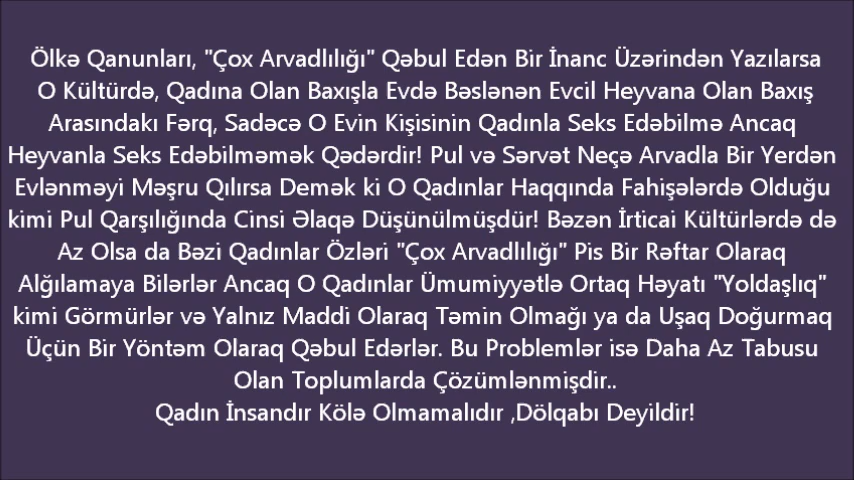 Ölkə Qanunları, "Çox Arvadlılığı" Qəbul Edən Bir İnanc Üzərindən Yazılarsa
O Kültürdə, Qadına Olan Baxışla Evdə Bəslənən Evcil Heyvana Olan Baxış
Arasındakı Fərq, Sadəcə O Evin Kişisinin Qadınla Seks Edəbilmə Ancaq
Heyvanla Seks Edəbilməmək Qədərdir! Pul və Sərvət Neçə Arvadla Bir Yerdən
Evlənməyi Məşru Qılırsa Demək ki O Qadınlar Haqqında Fahişələrdə Olduğu
kimi Pul Qarşılığında Cinsi Əlaqə Düşünülmüşdür! Bəzən İrticai Kültürlərdə də
Az Olsa da Bəzi Qadınlar Özləri "Çox Arvadlılığı" Pis Bir Rəftar Olaraq
Alğılamaya Bilərlər Ancaq O Qadınlar Ümumiyyətlə Ortaq Həyatı "Yoldaşlıq"
kimi Görmürlər və Yalnız Maddi Olaraq Təmin Olmağı ya da Uşaq Doğurmaq
Üçün Bir Yöntəm Olaraq Qəbul Edərlər. Bu Problemlər isə Daha Az Tabusu
Olan Toplumlarda Çözümlənmişdir..
Qadın İnsandır Kölə Olmamalıdır ,Dölqabı Deyildir!